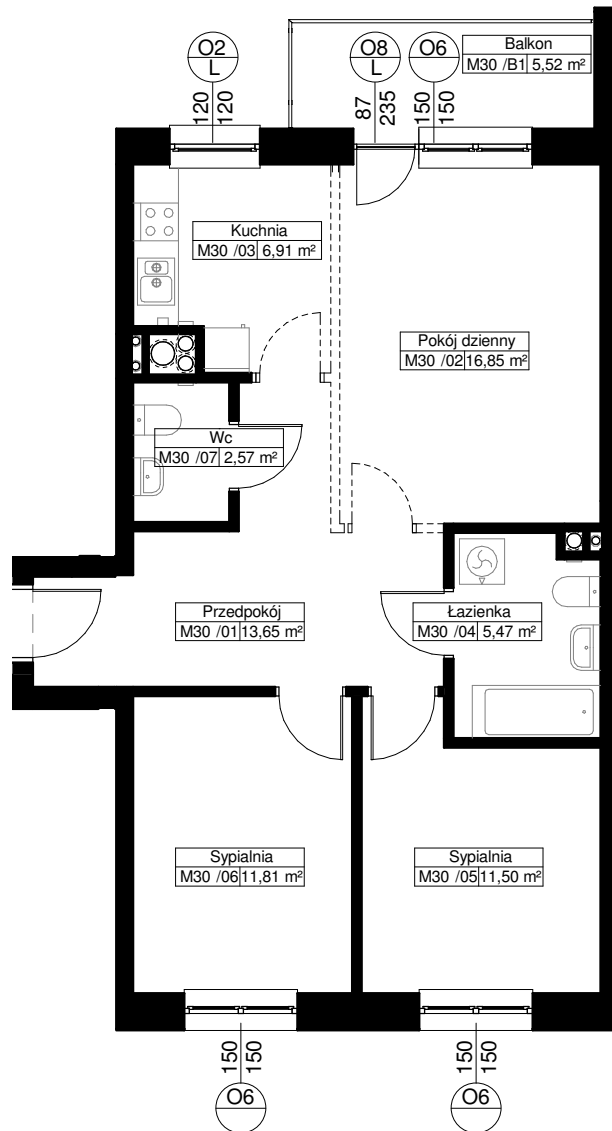 O2
L
120
120
O8
L
87
235
O6
150
150
Balkon
M30 /B1 5,52 m²
Kuchnia
M30 /03 6,91 m²
Pokój dzienny
M30 /02 16,85 m²
Wc
M30 /07 2,57 m²
Przedpokój
M30 /01 13,65 m²
Łazienka
M30 /04 5,47 m²
Sypialnia
M30 /06 11,81 m²
Sypialnia
M30 /05 11,50 m²
150
150
O6
150
150
O6